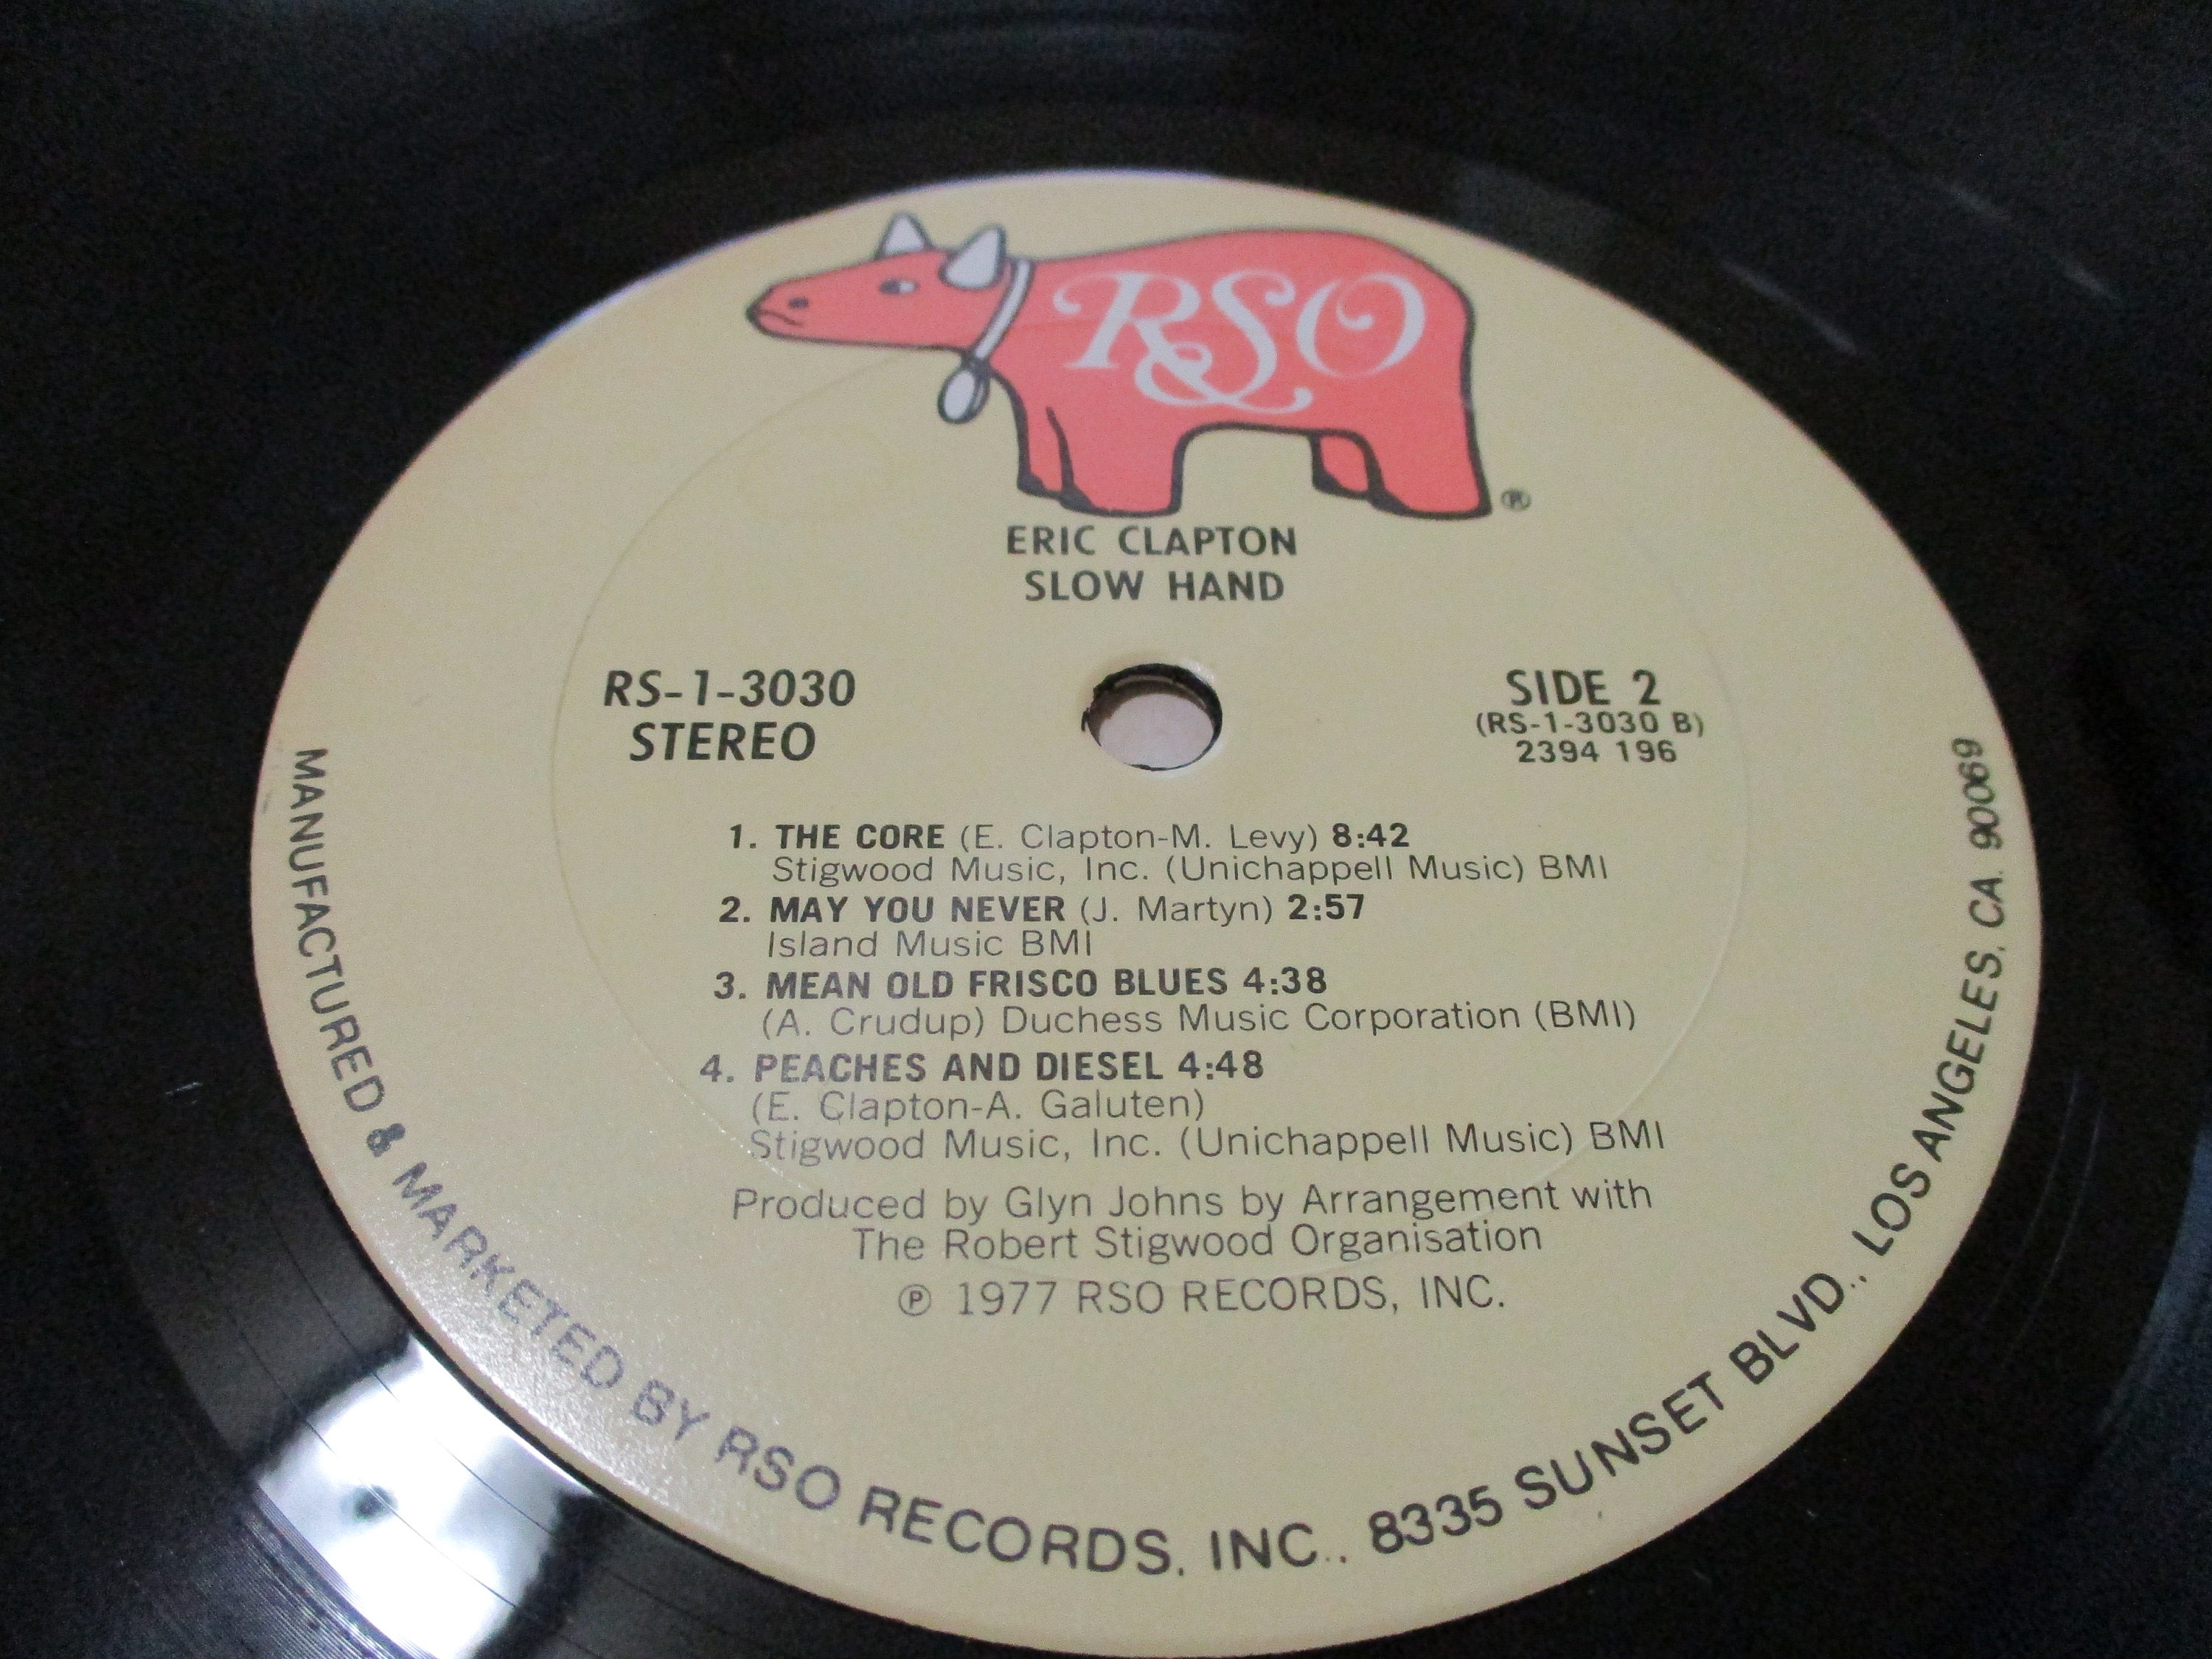 RSO
®
ERIC CLAPTON
SLOW HAND
RS-1-3030
STEREO
SIDE 2
(RS-1-3030 B)
2394 196
1. THE CORE (E. Clapton-M. Levy) 8:42
Stigwood Music, Inc. (Unichappell Music) BMI
2. MAY YOU NEVER (J. Martyn) 2:57
Island Music BMI
3. MEAN OLD FRISCO BLUES 4:38
(A. Crudup) Duchess Music Corporation (BMI)
4. PEACHES AND DIESEL 4:48
(E. Clapton-A. Galuten)
Stigwood Music, Inc. (Unichappell Music) BMI
Produced by Glyn Johns by Arrangement with
The Robert Stigwood Organisation
℗ 1977 RSO RECORDS, INC.
MANUFACTURED & MARKETED BY RSO RECORDS, INC., 8335 SUNSET BLVD., LOS ANGELES, CA. 90069